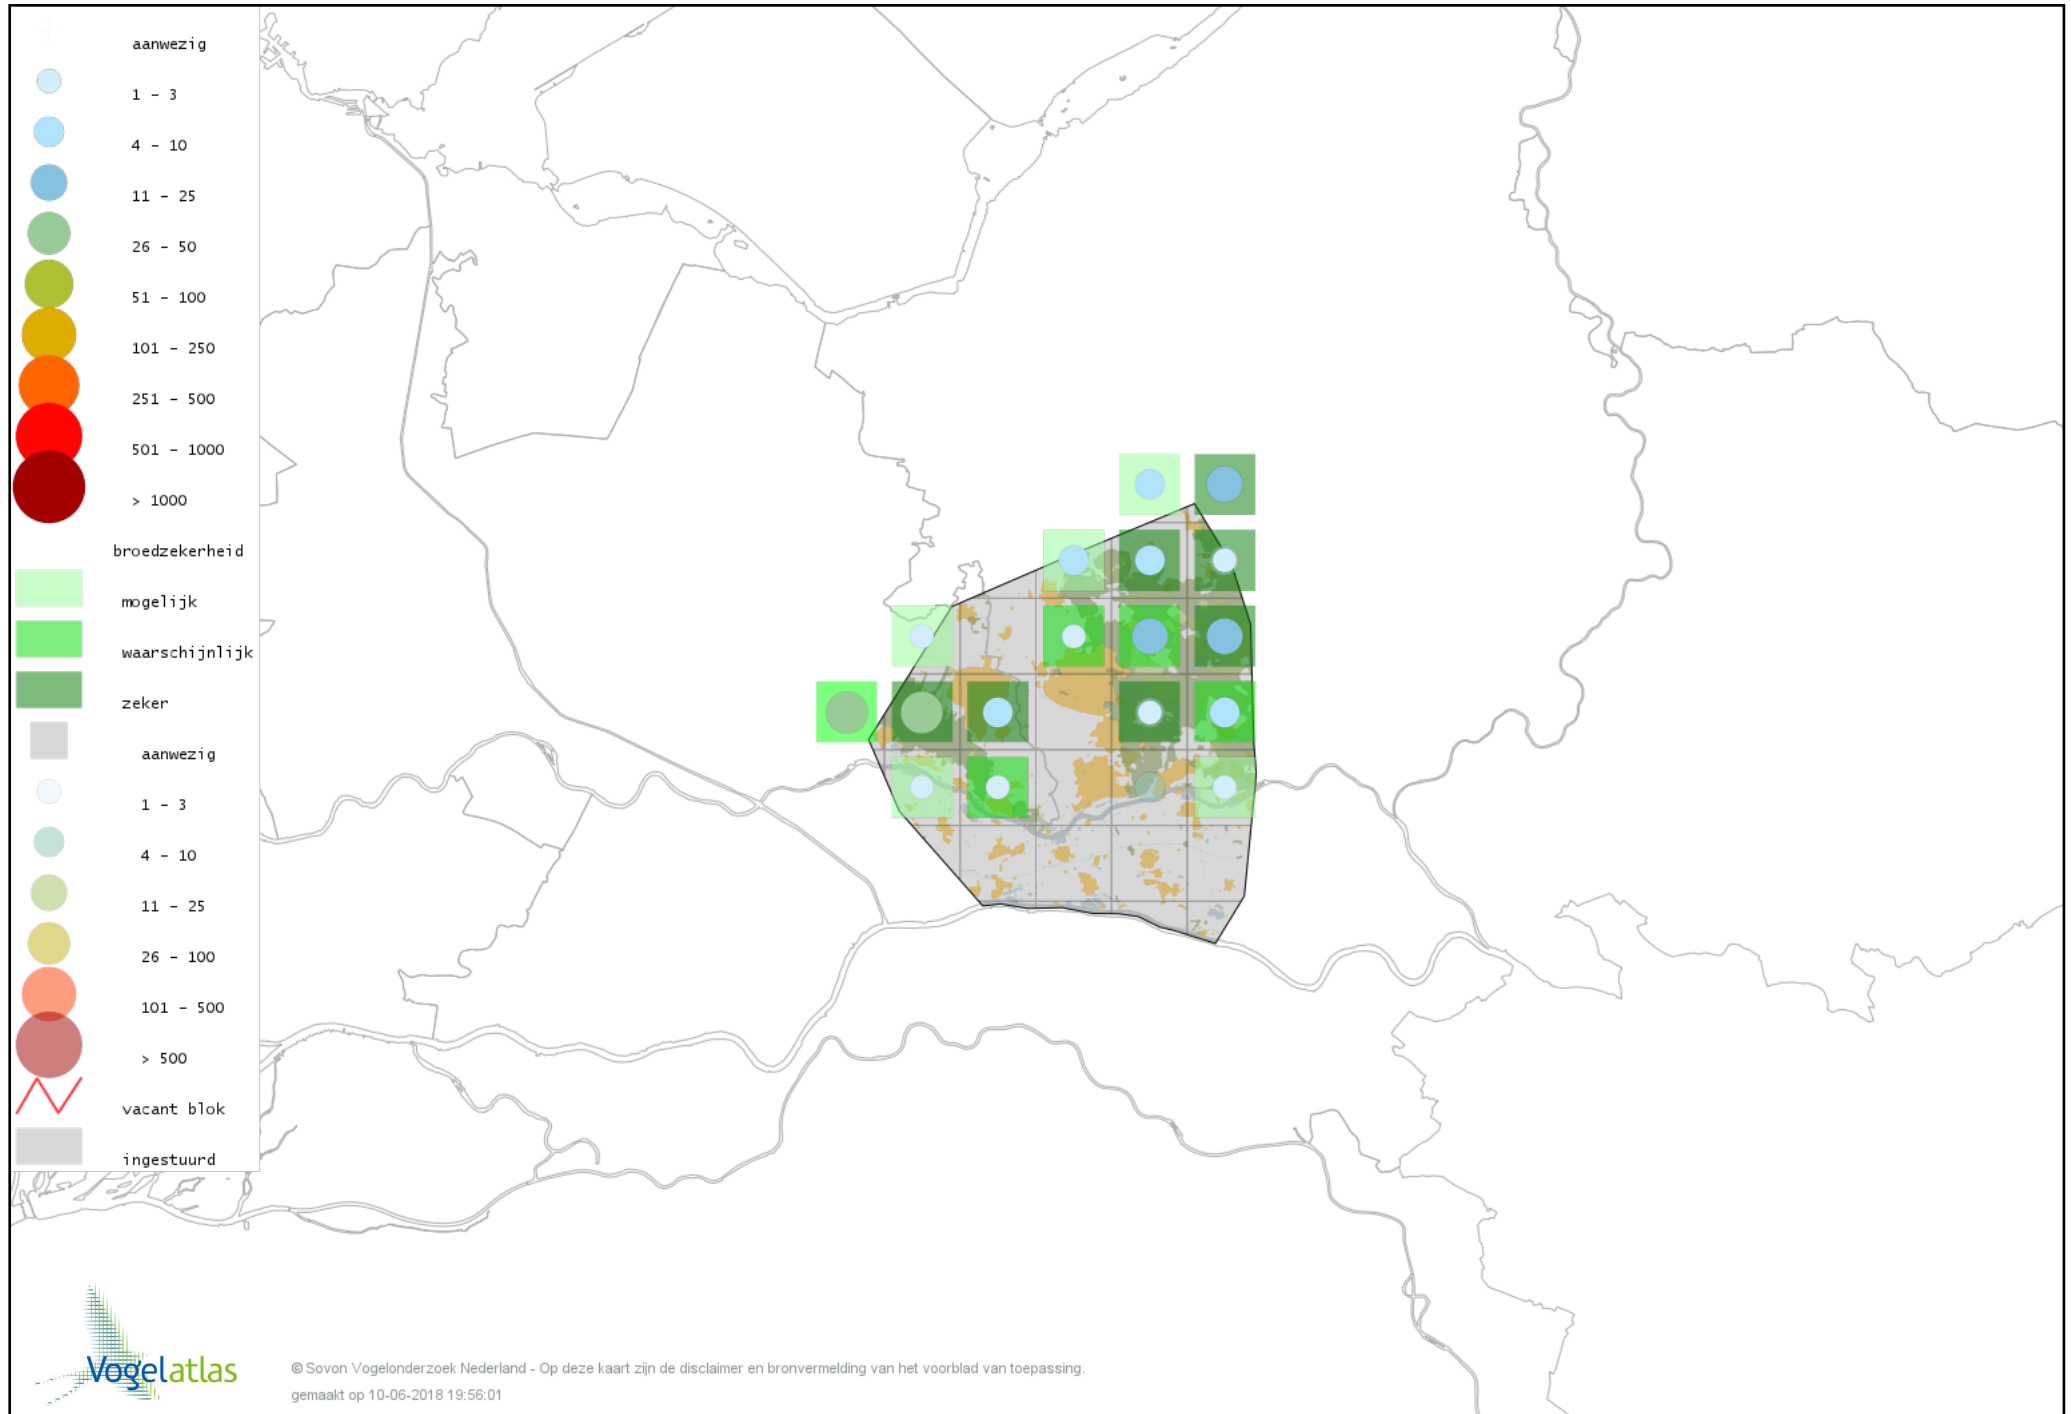 aanwezig
1 - 3
4 - 10
11 - 25
26 - 50
51 - 100
101 - 250
251 - 500
501 - 1000
> 1000
broedzekerheid
mogelijk
waarschijnlijk
zeker
aanwezig
1 - 3
4 - 10
11 - 25
26 - 100
101 - 500
> 500
vacant blok
ingestuurd
Vogelatlas
© Sovon Vogelonderzoek Nederland - Op deze kaart zijn de disclaimer en bronvermelding van het voorblad van toepassing.
gemaakt op 10-06-2018 19:56:01